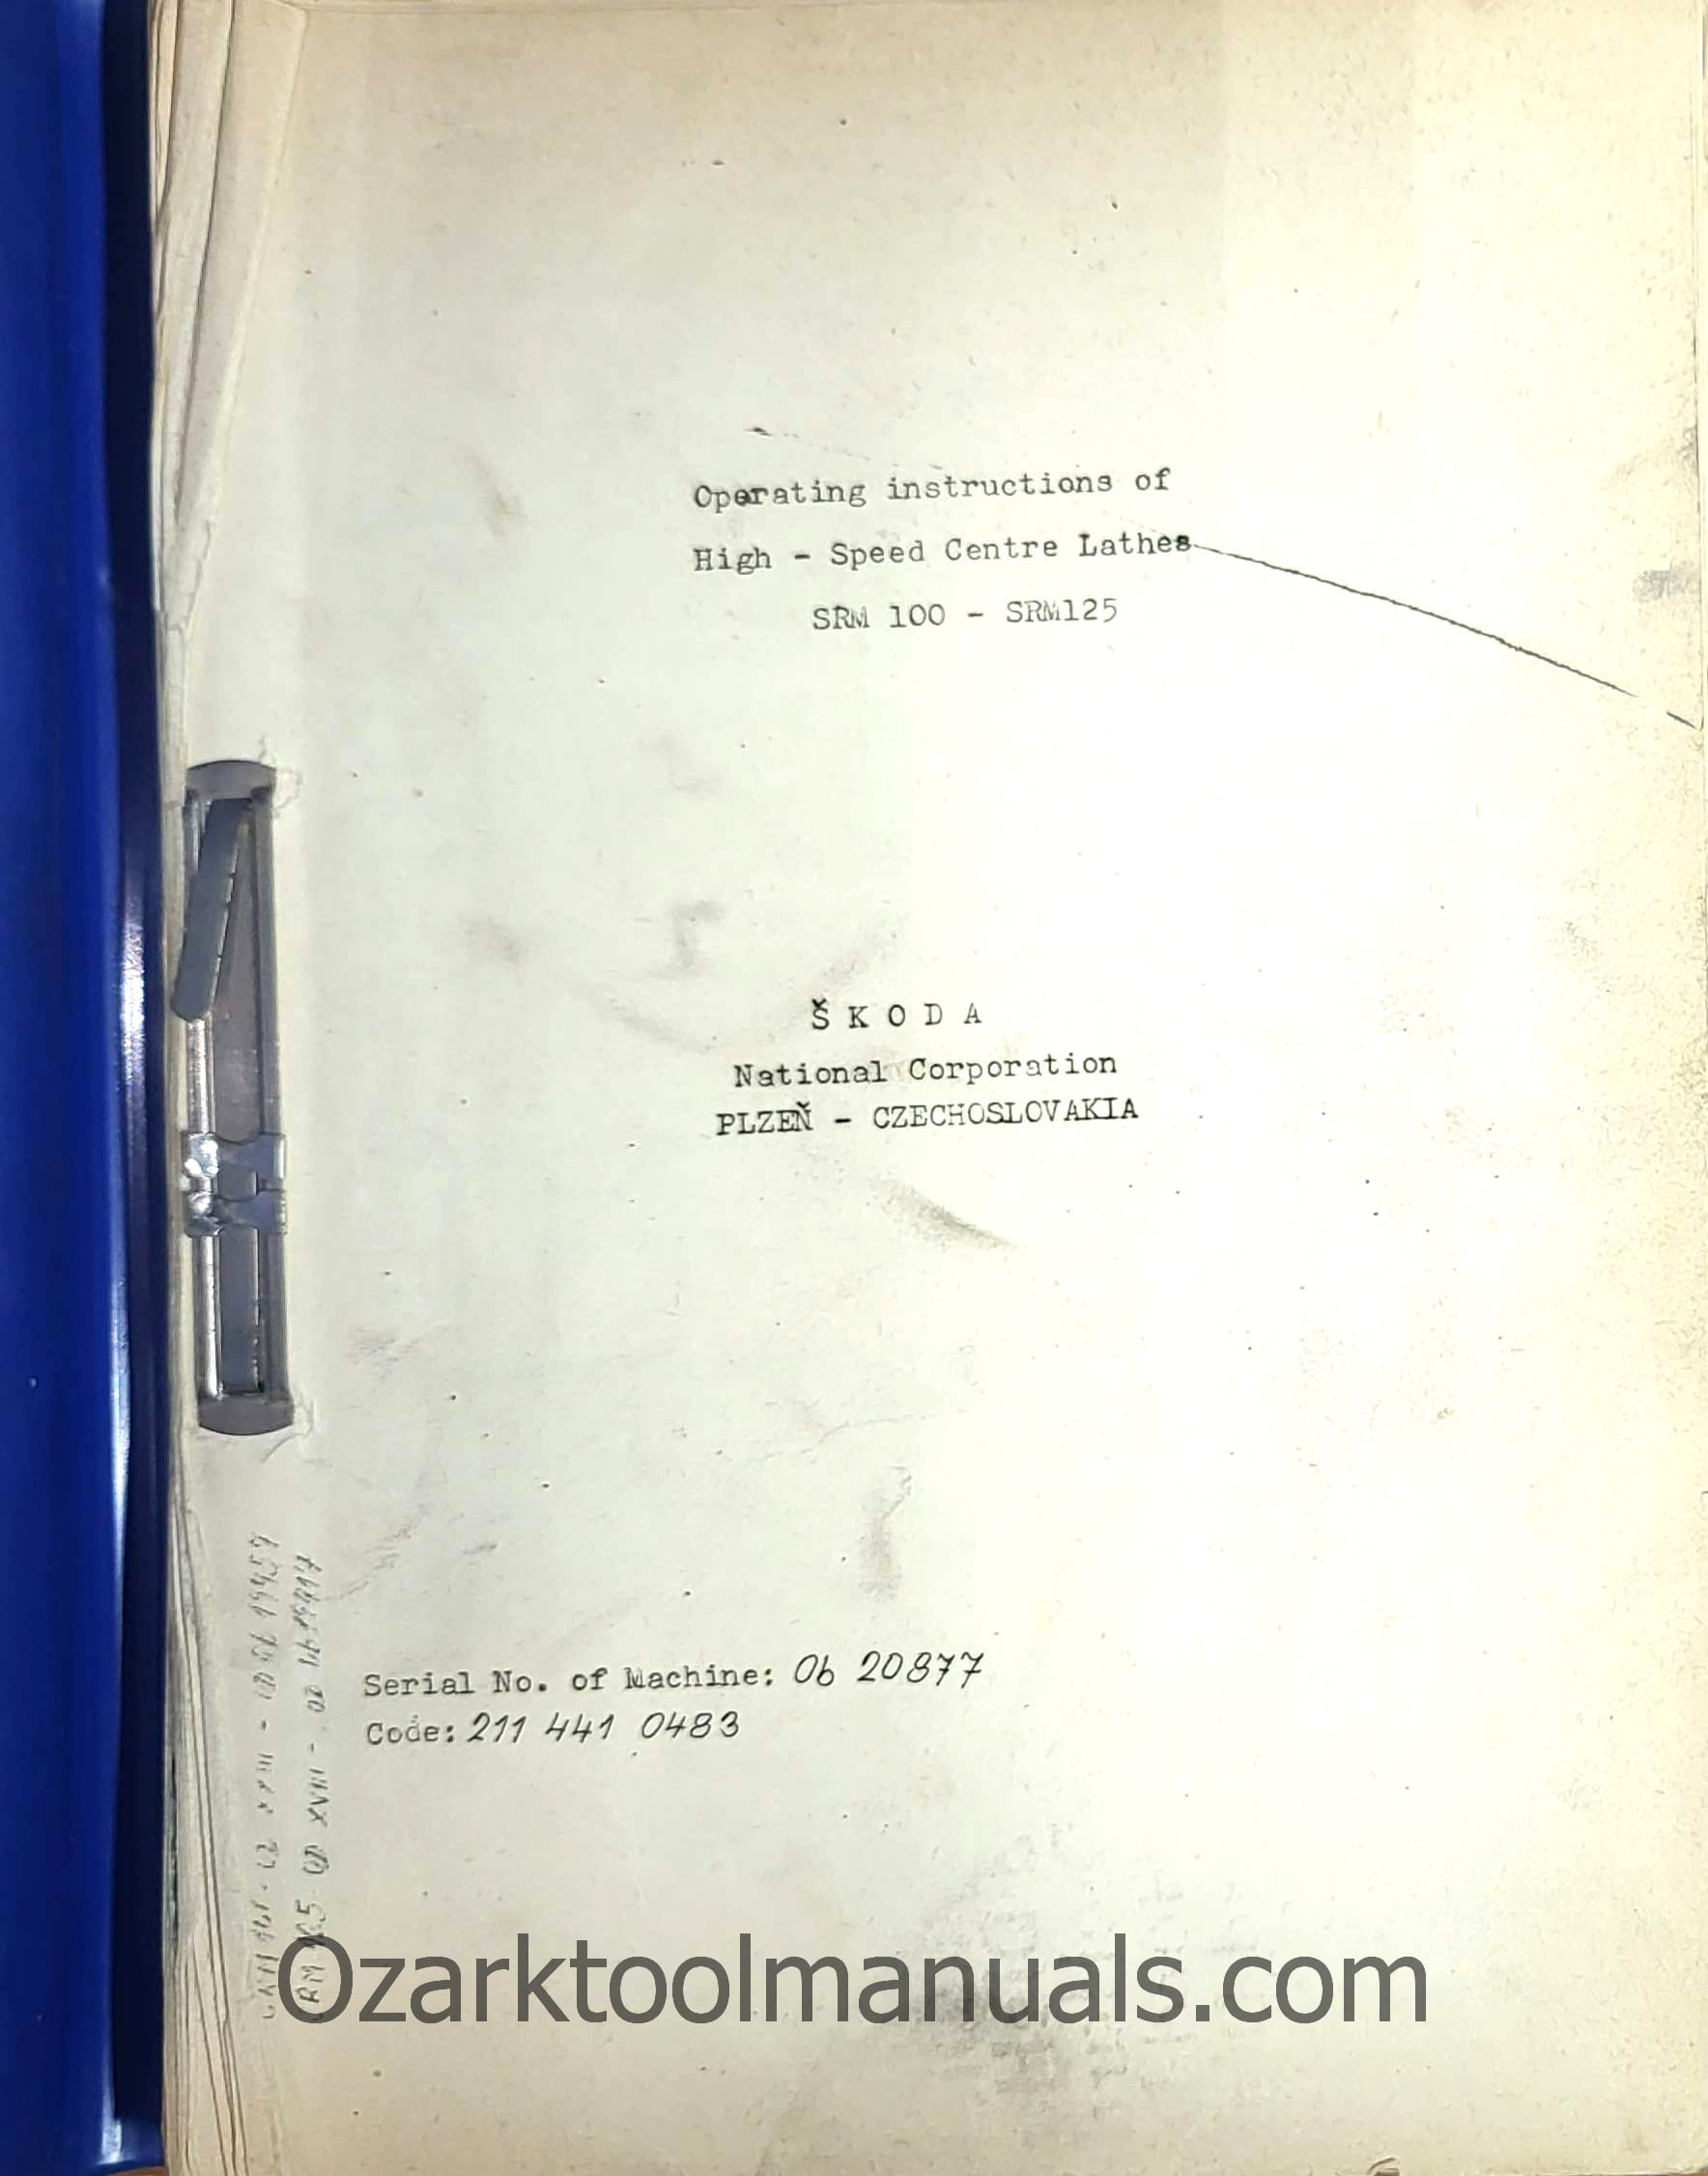 Operating instructions of
High - Speed Centre Lathes
SRM 100 - SRM125
ŠKODA
National Corporation
PLZEŇ - CZECHOSLOVAKIA
Serial No. of Machine: Ob 20877
Code: 211 441 0483
Ozarktoolmanuals.com